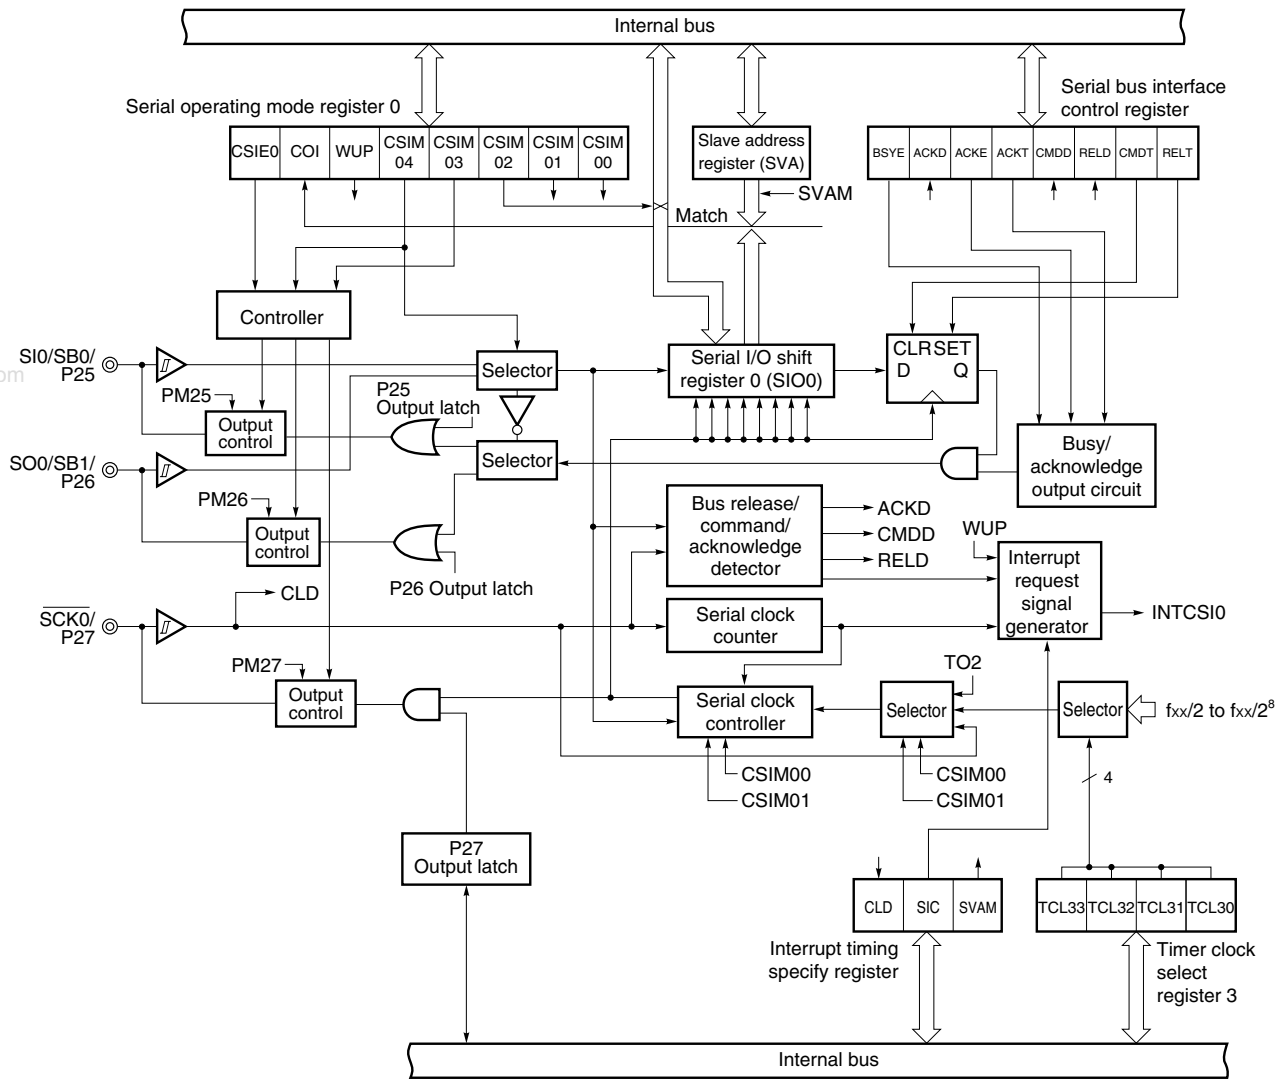 Internal bus
Serial operating mode register 0
Serial bus interface
control register
CSIE0 COI WUP CSIM 04 CSIM 03 CSIM 02 CSIM 01 CSIM 00
Slave address
register (SVA)
BSYE ACKD ACKE ACKT CMDD RELD CMDT RELT
SVAM
Match
Controller
SI0/SB0/
P25
om
Selector
Serial I/O shift
register 0 (SIO0)
CLR SET
D Q
PM25
P25
Output latch
Output
control
SO0/SB1/
P26
Selector
Busy/
acknowledge
output circuit
PM26
Output
control
P26 Output latch
Bus release/
command/
acknowledge
detector
ACKD
CMDD
RELD
WUP
Interrupt
request
signal
generator
INTCSI0
CLD
SCK0/
P27
Serial clock
counter
PM27
Output
control
Serial clock
controller
TO2
Selector
Selector
fxx/2 to fxx/2⁸
CSIM00
CSIM01
CSIM00
CSIM01
4
P27
Output latch
CLD SIC SVAM
TCL33 TCL32 TCL31 TCL30
Interrupt timing
specify register
Timer clock
select
register 3
Internal bus